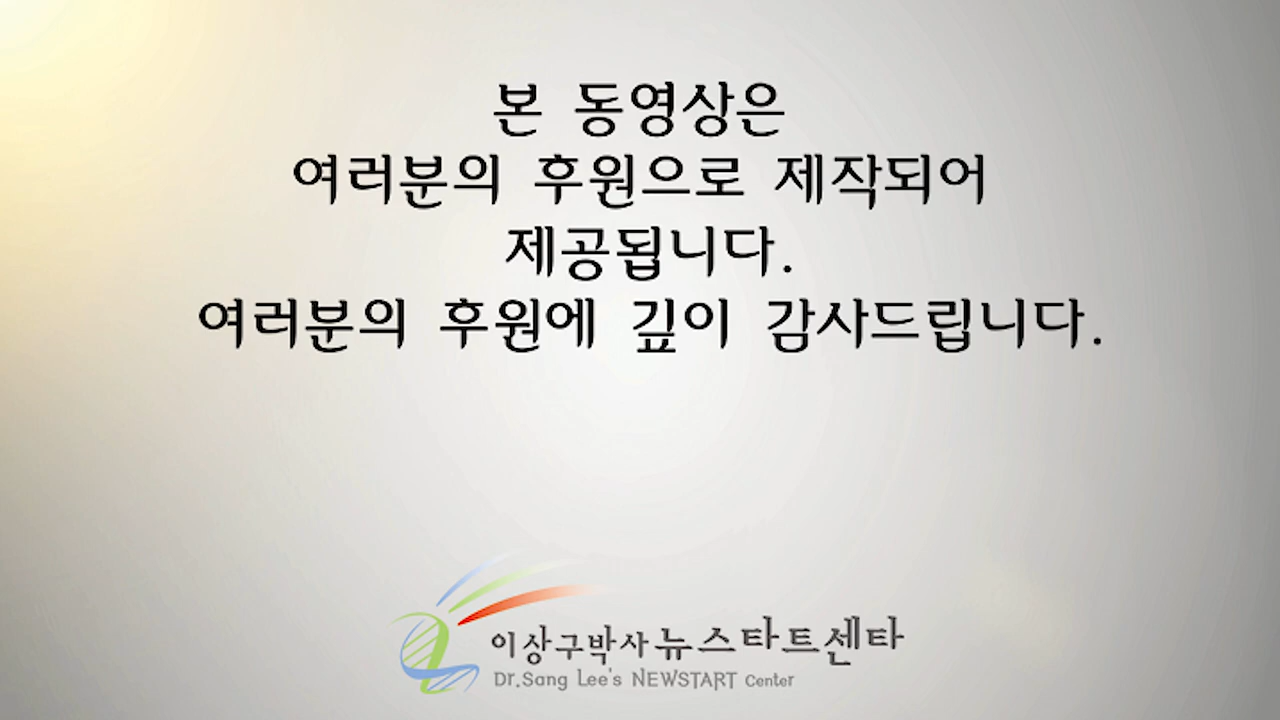 본 동영상은
여러분의 후원으로 제작되어
제공됩니다.
여러분의 후원에 깊이 감사드립니다.
이상구박사 뉴스타트센타
Dr.Sang Lee's NEWSTART Center